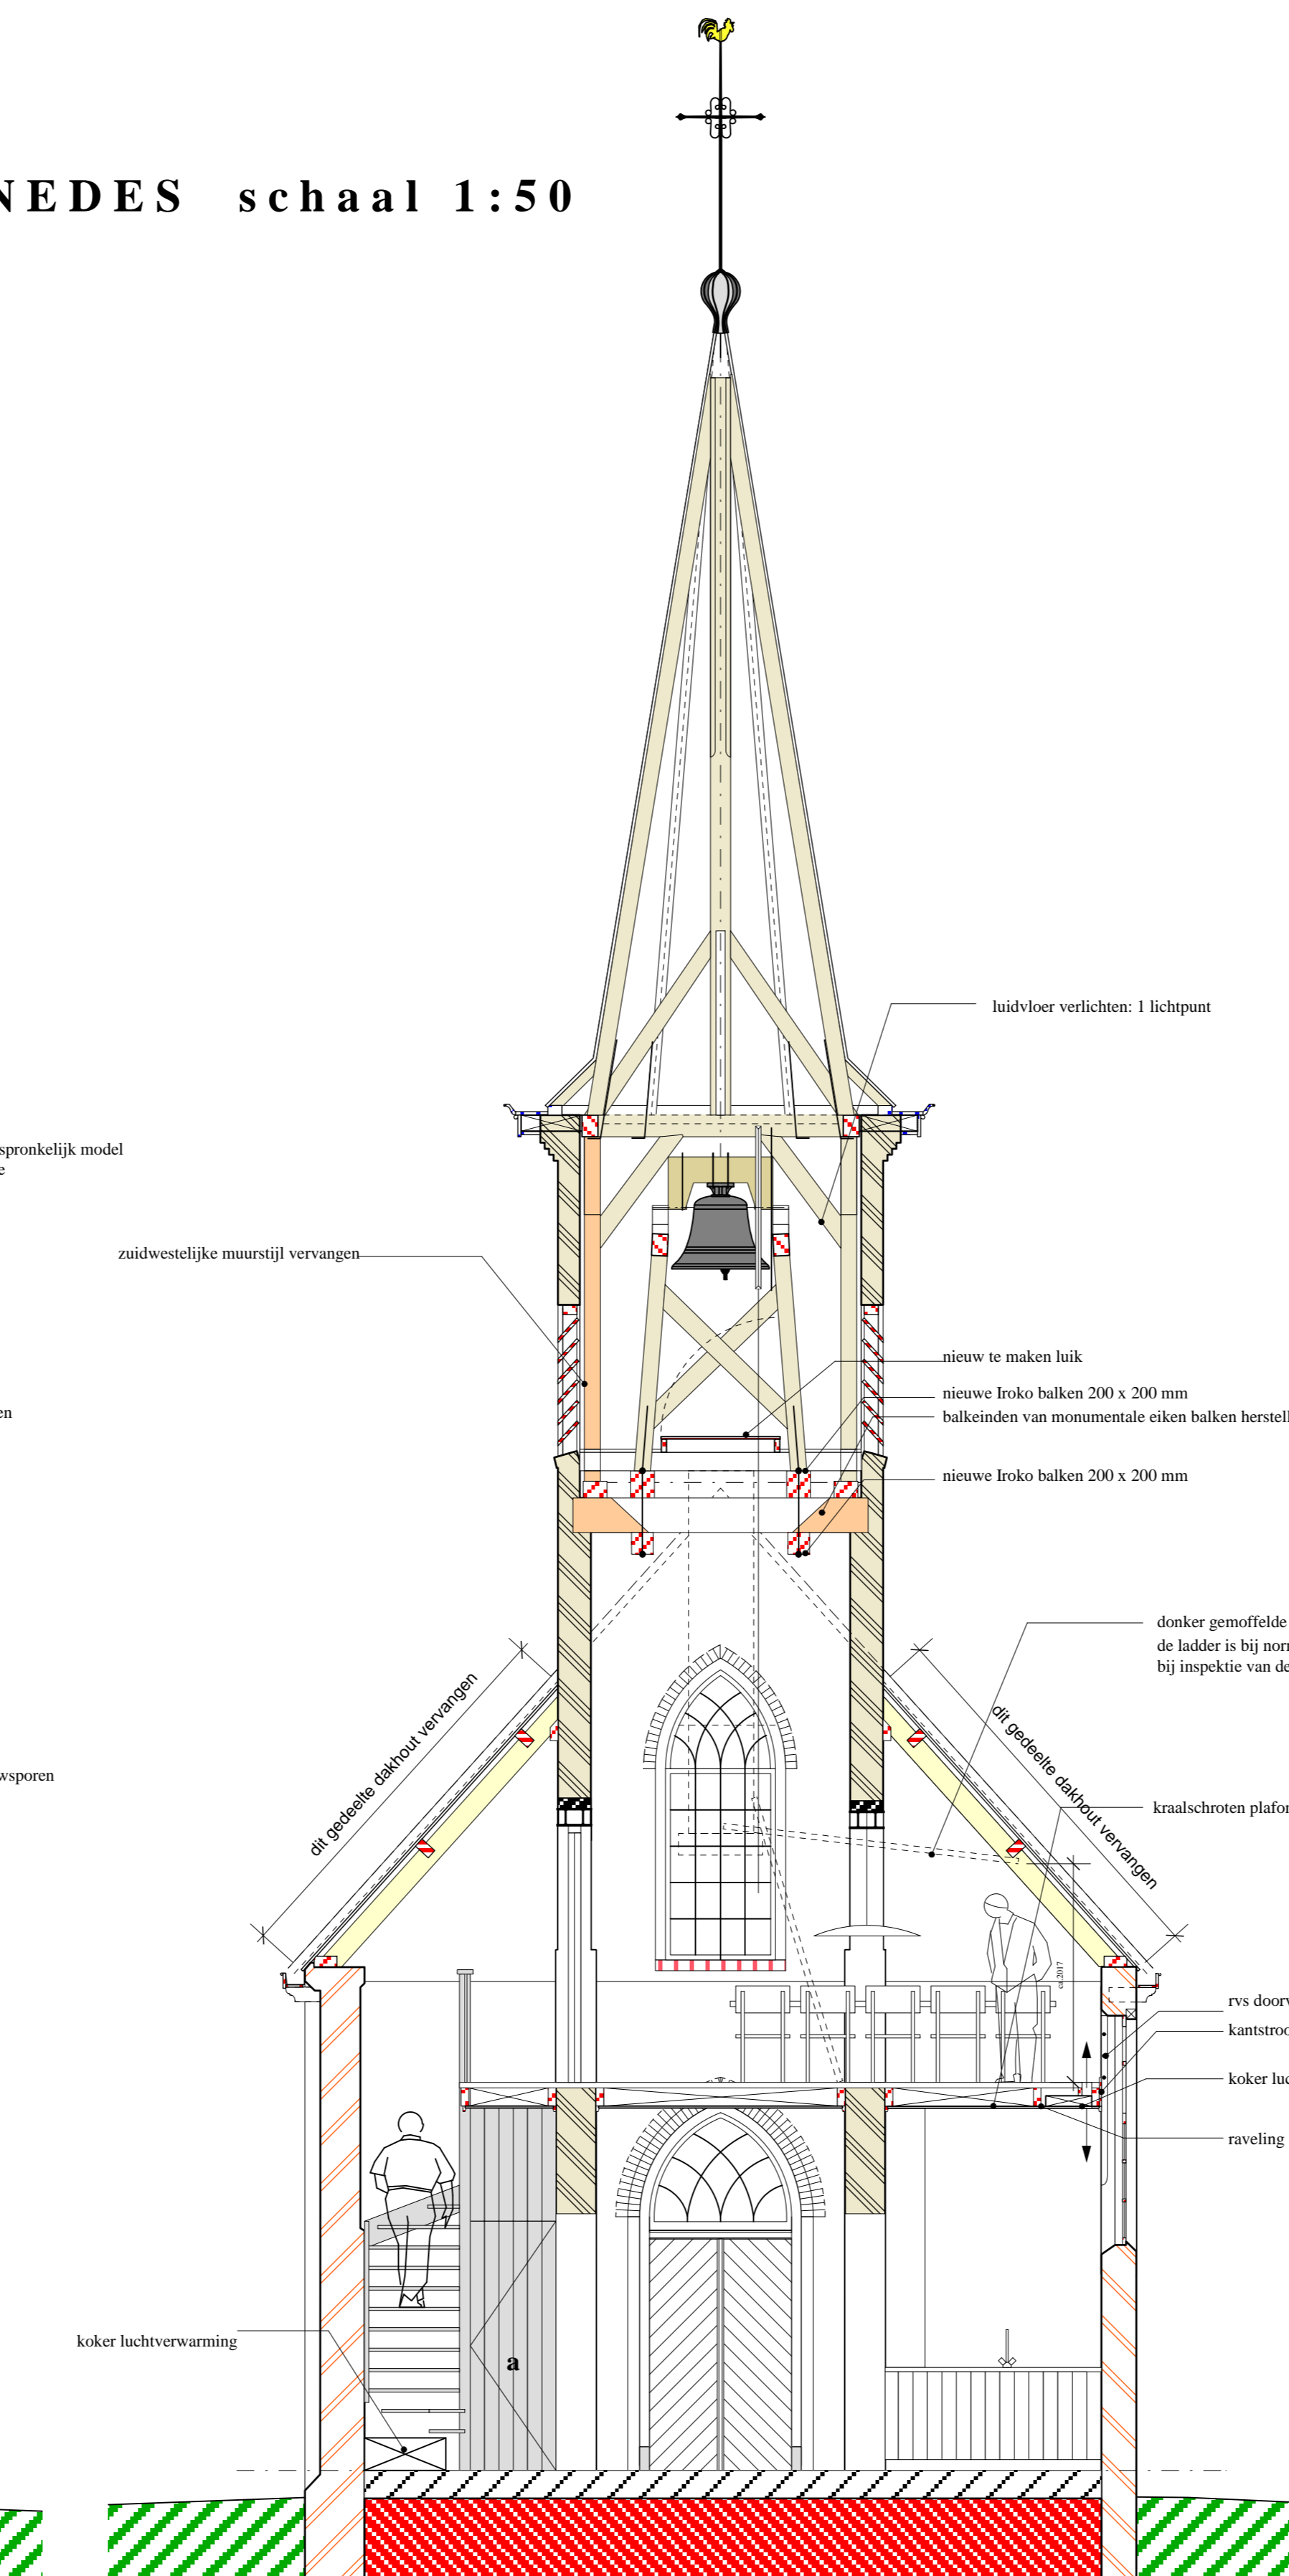 NEDES schaal 1:50
luidvloer verlichten: 1 lichtpunt
spronkelijk model
e
zuidwestelijke muurstijl vervangen
nieuw te maken luik
nieuwe Iroko balken 200 x 200 mm
en
balkeinden van monumentale eiken balken herstell
nieuwe Iroko balken 200 x 200 mm
donker gemoffelde
de ladder is bij norm
bij inspektie van de
dit gedeelte dakhout vervangen
dit gedeelte dakhout vervangen
wsporen
kraalschroten plafon
ca.2017
rvs doorv
kantstroo
koker luc
raveling
koker luchtverwarming
a